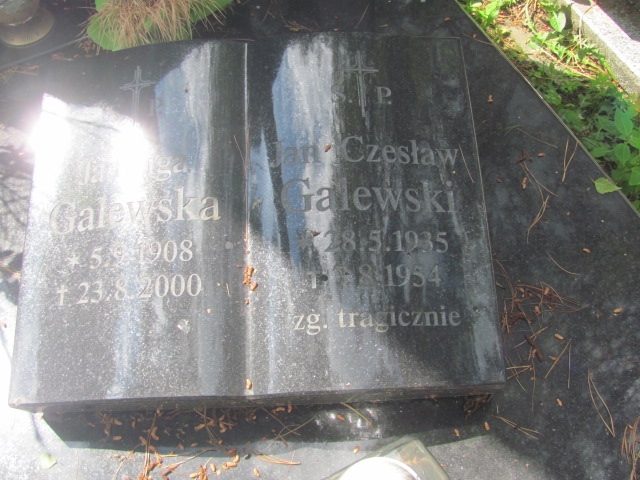 Galewska
* 5.9.1908
† 23.8.2000
Ś. P.
Jan Czesław
Galewski
* 28.5.1935
zg. tragicznie